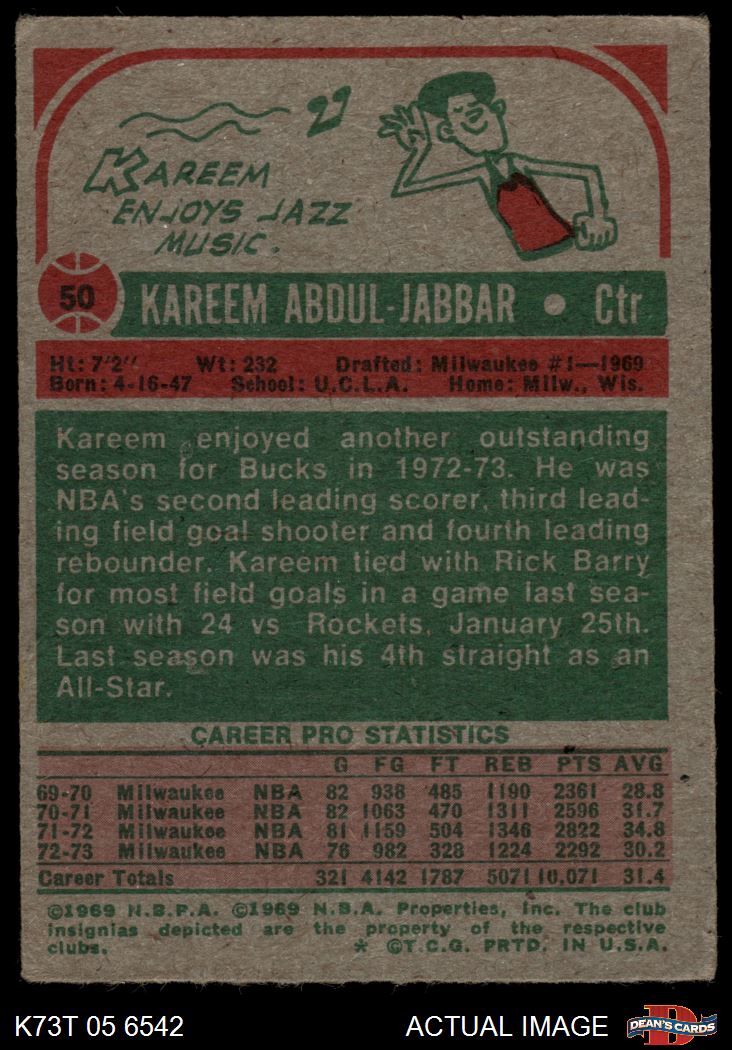 KAREEM
ENJOYS JAZZ
MUSIC.
50 KAREEM ABDUL-JABBAR • Ctr
Ht: 7'2" Wt: 232 Drafted: Milwaukee #1—1969
Born: 4-16-47 School: U.C.L.A. Home: Milw., Wis.
Kareem enjoyed another outstanding
season for Bucks in 1972-73. He was
NBA's second leading scorer, third lead-
ing field goal shooter and fourth leading
rebounder. Kareem tied with Rick Barry
for most field goals in a game last sea-
son with 24 vs Rockets, January 25th.
Last season was his 4th straight as an
All-Star.
CAREER PRO STATISTICS
G FG FT REB PTS AVG
69-70 Milwaukee NBA 82 938 485 1190 2361 28.8
70-71 Milwaukee NBA 82 1063 470 1311 2596 31.7
71-72 Milwaukee NBA 81 1159 504 1346 2822 34.8
72-73 Milwaukee NBA 76 982 328 1224 2292 30.2
Career Totals 321 4142 1787 5071 10,071 31.4
©1969 N.B.P.A. ©1969 N.B.A. Properties, Inc. The club
insignias depicted are the property of the respective
clubs. * ©T.C.G. PRTD. IN U.S.A.
K73T 05 6542 ACTUAL IMAGE D DEAN'S CARDS